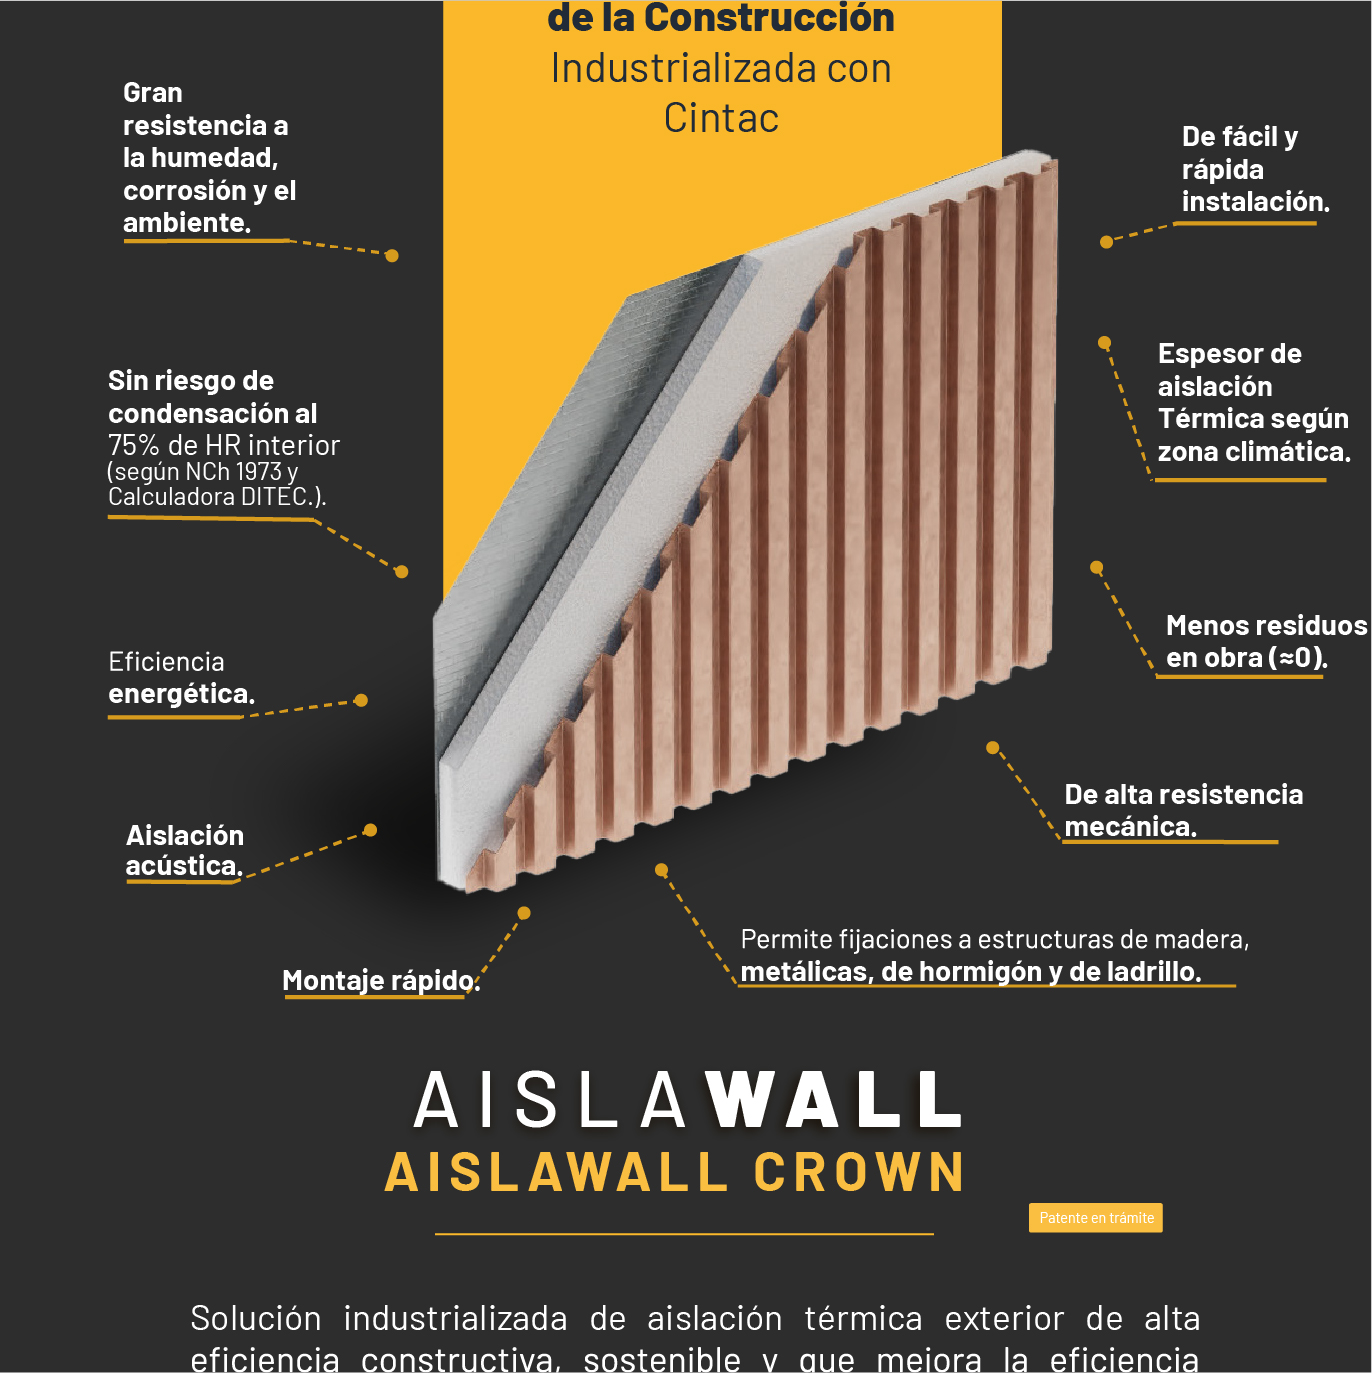 de la Construcción
Industrializada con
Cintac
Gran
resistencia a
la humedad,
corrosión y el
ambiente.
De fácil y
rápida
instalación.
Sin riesgo de
condensación al
75% de HR interior
(según NCh 1973 y
Calculadora DITEC.).
Espesor de
aislación
Térmica según
zona climática.
Eficiencia
energética.
Menos residuos
en obra (≈0).
Aislación
acústica.
De alta resistencia
mecánica.
Montaje rápido.
Permite fijaciones a estructuras de madera,
metálicas, de hormigón y de ladrillo.
AISLAWALL
AISLAWALL CROWN
Patente en trámite
Solución industrializada de aislación térmica exterior de alta
eficiencia constructiva, sostenible y que mejora la eficiencia